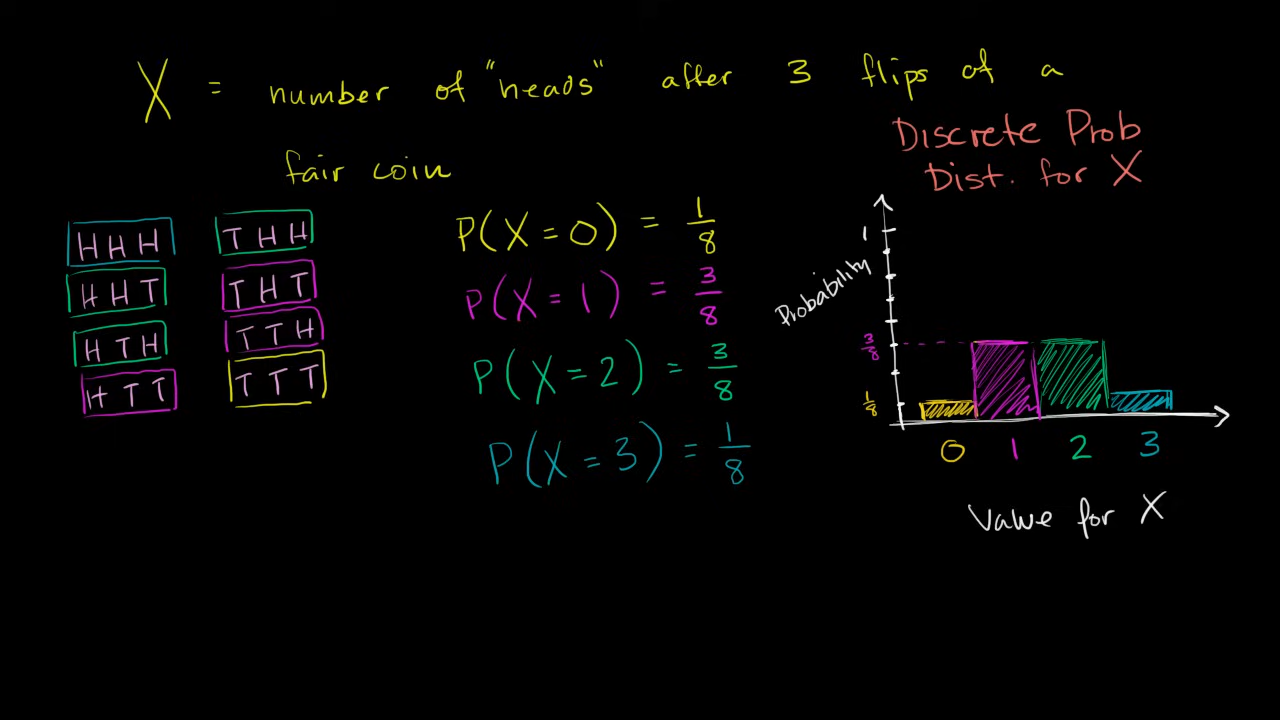 X = number of "heads" after 3 flips of a
fair coin
Discrete Prob
Dist. for X
HHH
HHT
HTH
HTT
THH
THT
TTH
TTT
P(X=0) = 1/8
P(X=1) = 3/8
P(X=2) = 3/8
P(X=3) = 1/8
Probability
1
3/8
1/8
0 1 2 3
Value for X